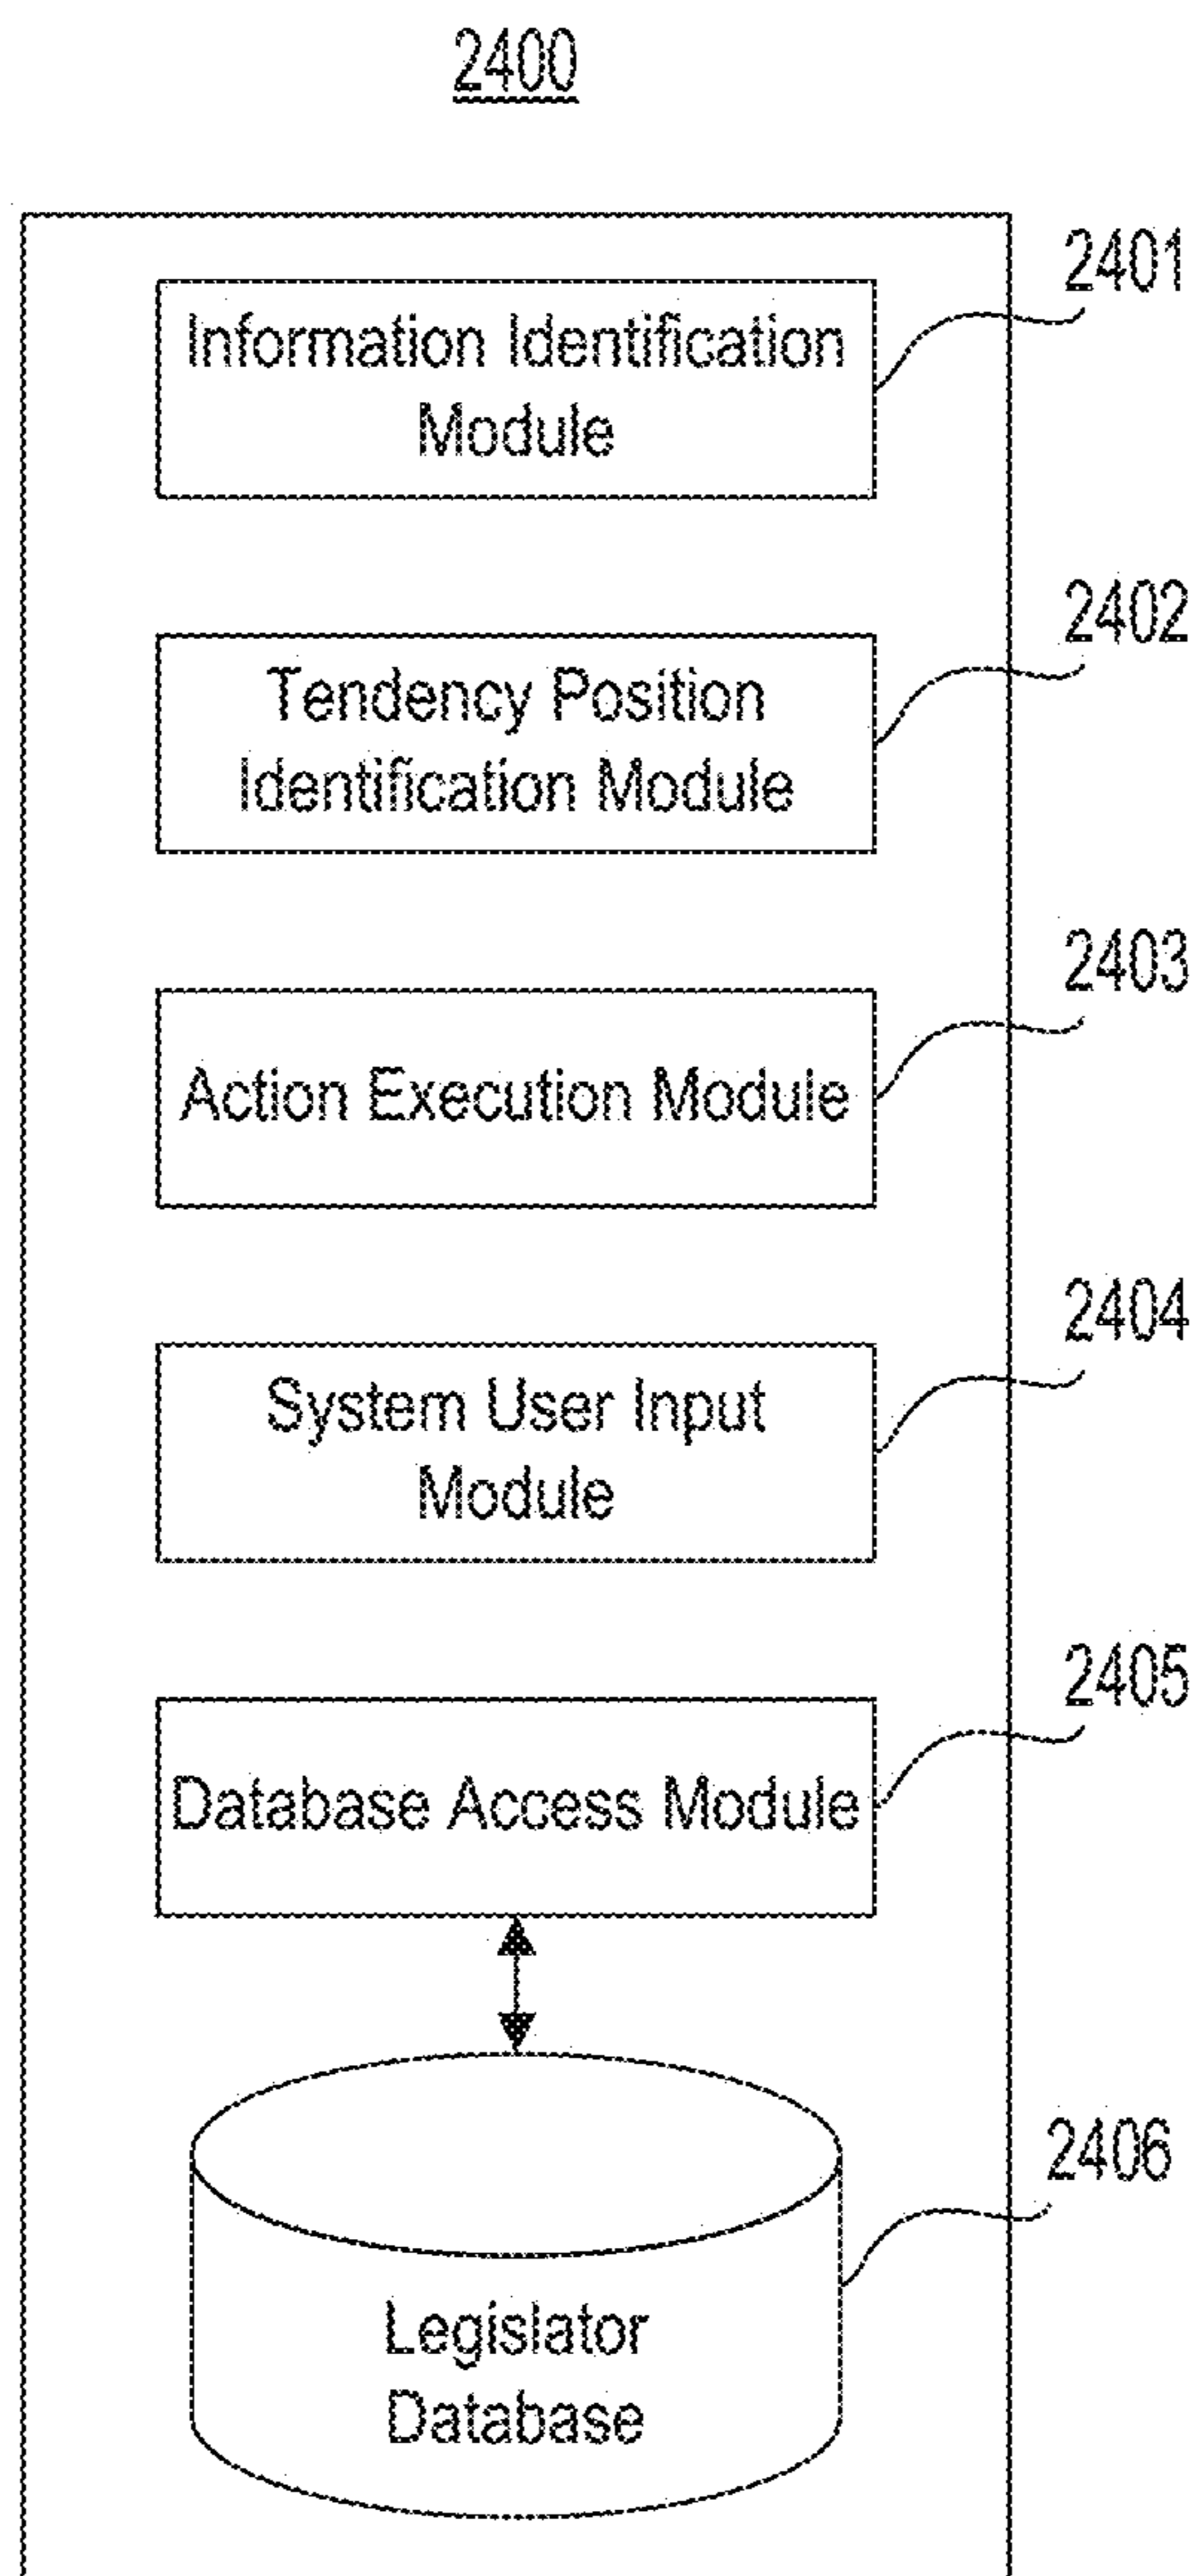 2400
2401
Information Identification
Module
2402
Tendency Position
Identification Module
2403
Action Execution Module
2404
System User Input
Module
2405
Database Access Module
2406
Legislator
Database